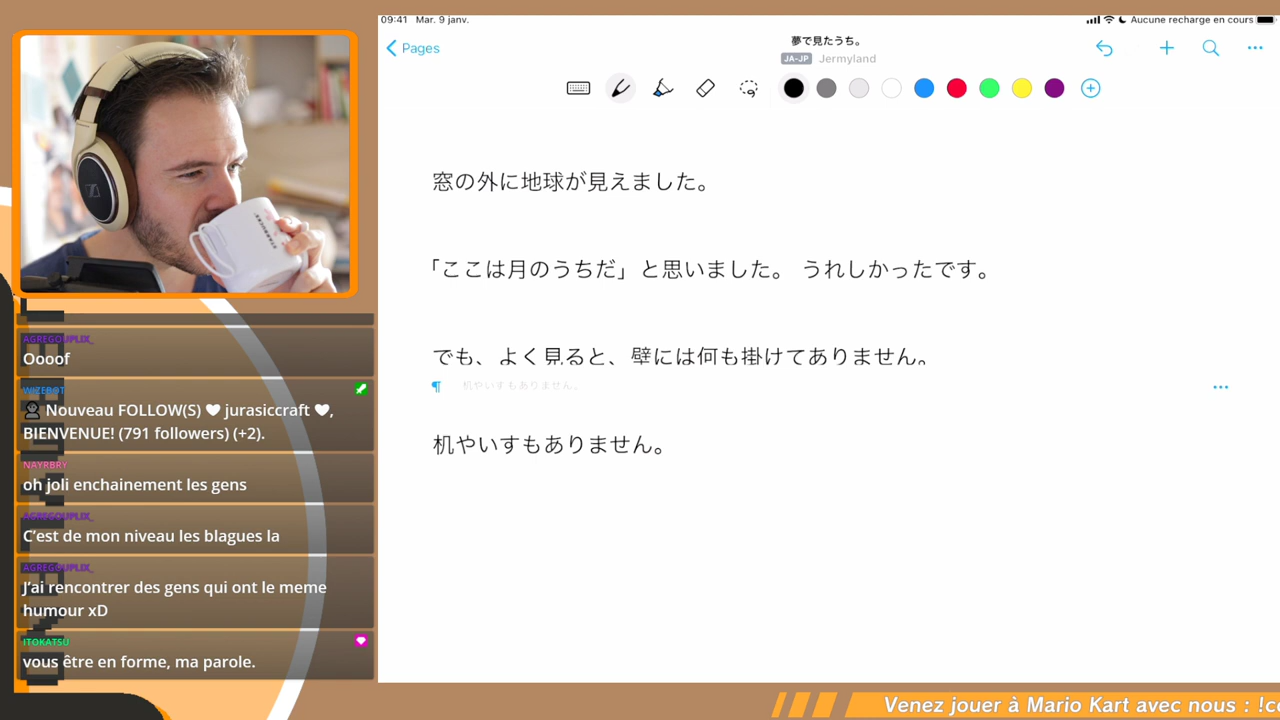 09:41 Mar. 9 janv.
Aucune recharge en cours
Pages
夢で見たうち。
JA-JP Jermyland
窓の外に地球が見えました。
「ここは月のうちだ」と思いました。 うれしかったです。
でも、よく見ると、壁には何も掛けてありません。
¶ 机やいすもありません。
机やいすもありません。
AGREGOUPLIX_
Oooof
WIZEBOT
Nouveau FOLLOW(S) ♥ jurasiccraft ♥,
BIENVENUE! (791 followers) (+2).
NAYRBRY
oh joli enchainement les gens
AGREGOUPLIX_
C'est de mon niveau les blagues la
AGREGOUPLIX_
J'ai rencontrer des gens qui ont le meme
humour xD
ITOKATSU
vous être en forme, ma parole.
Venez jouer à Mario Kart avec nous : !c